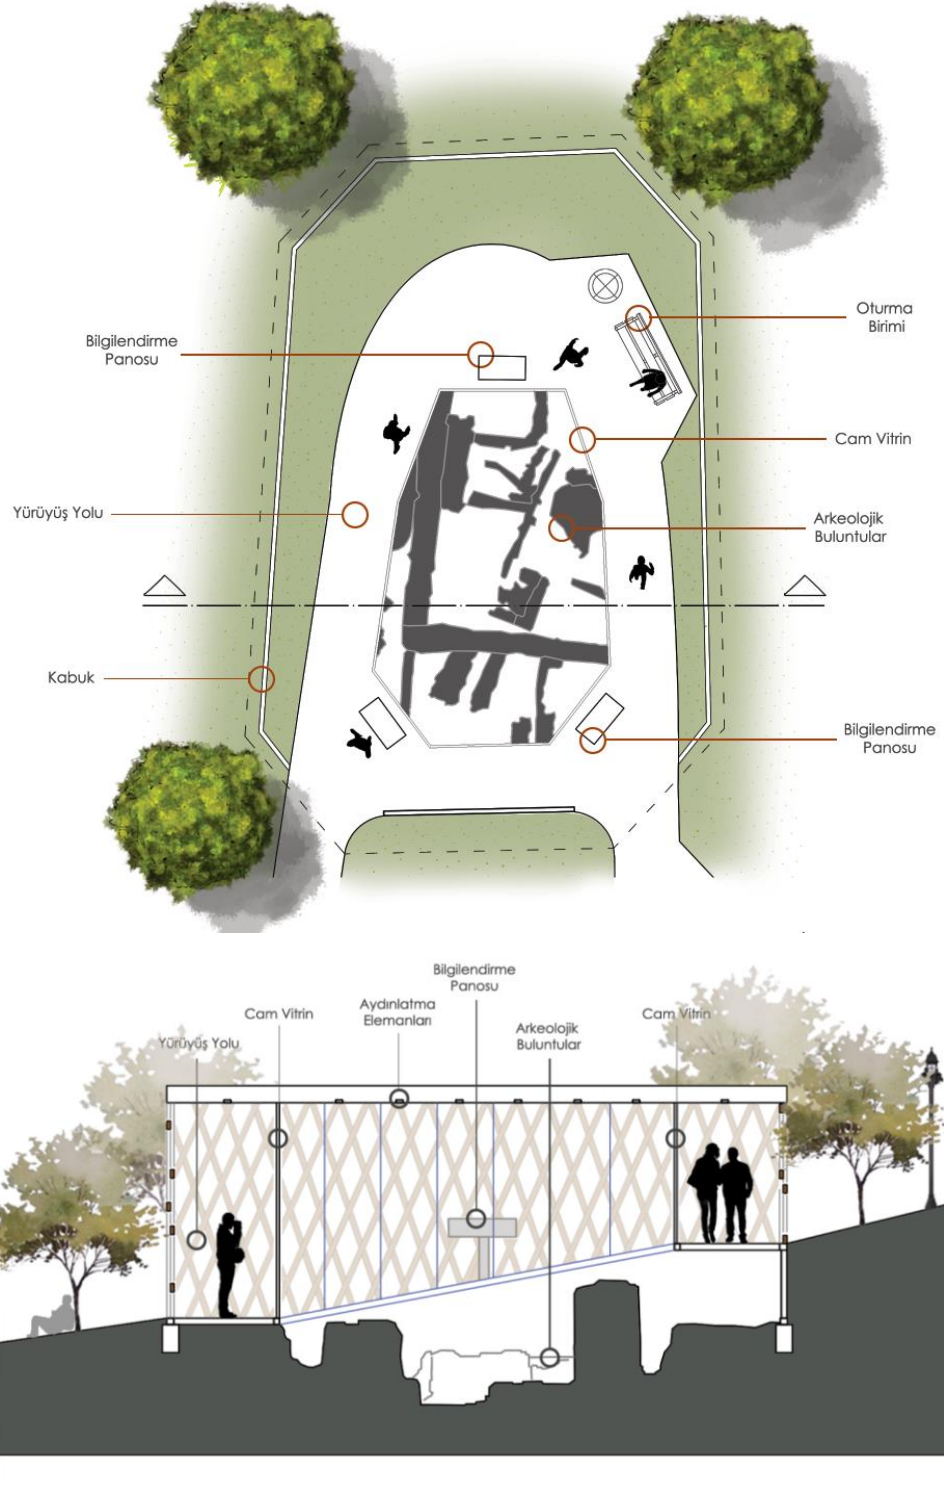 Oturma
Birimi
Bilgilendirme
Panosu
Cam Vitrin
Yürüyüş Yolu
Arkeolojik
Buluntular
Kabuk
Bilgilendirme
Panosu
Bilgilendirme
Panosu
Aydınlatma
Elemanları
Cam Vitrin
Cam Vitrin
Arkeolojik
Buluntular
Yürüyüş Yolu